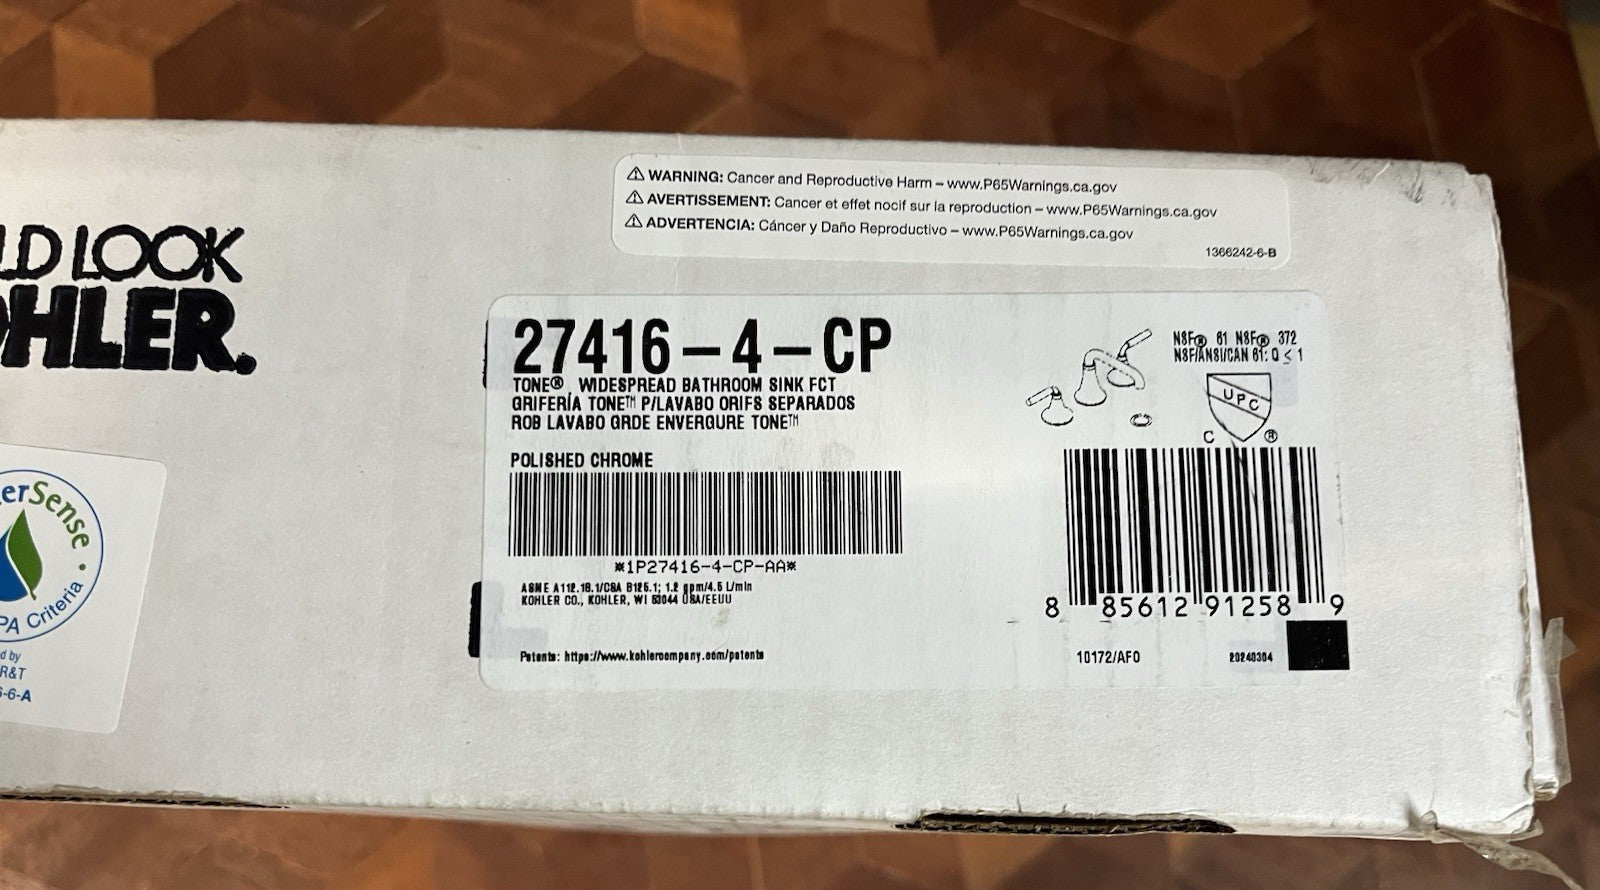 LD LOOK
OHLER.
erSense
PA Criteria
d by
R&T
6-6-A
⚠ WARNING: Cancer and Reproductive Harm – www.P65Warnings.ca.gov
⚠ AVERTISSEMENT: Cancer et effet nocif sur la reproduction – www.P65Warnings.ca.gov
⚠ ADVERTENCIA: Cáncer y Daño Reproductivo – www.P65Warnings.ca.gov
1366242-6-B
27416-4-CP
TONE® WIDESPREAD BATHROOM SINK FCT
GRIFERÍA TONE™ P/LAVABO ORIFS SEPARADOS
ROB LAVABO GRDE ENVERGURE TONE™
POLISHED CHROME
*1P27416-4-CP-AA*
ASME A112.18.1/CSA B125.1; 1.2 gpm/4.5 L/min
KOHLER CO., KOHLER, WI 53044 USA/EEUU
Patents: https://www.kohlercompany.com/patents
NSF® 61 NSF® 372
NSF/ANSI/CAN 61: Q ≤ 1
UPC
C ®
8 85612 91258 9
10172/AF0
20240304